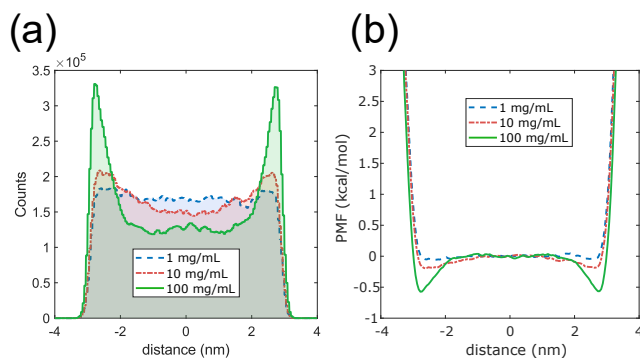 (a)
×10⁵
3.5
3
2.5
2
1.5
1
0.5
0
Counts
1 mg/mL
10 mg/mL
100 mg/mL
-4
-2
0
2
4
distance (nm)
(b)
3
2.5
2
1.5
1
0.5
0
-0.5
-1
PMF (kcal/mol)
1 mg/mL
10 mg/mL
100 mg/mL
-4
-2
0
2
4
distance (nm)